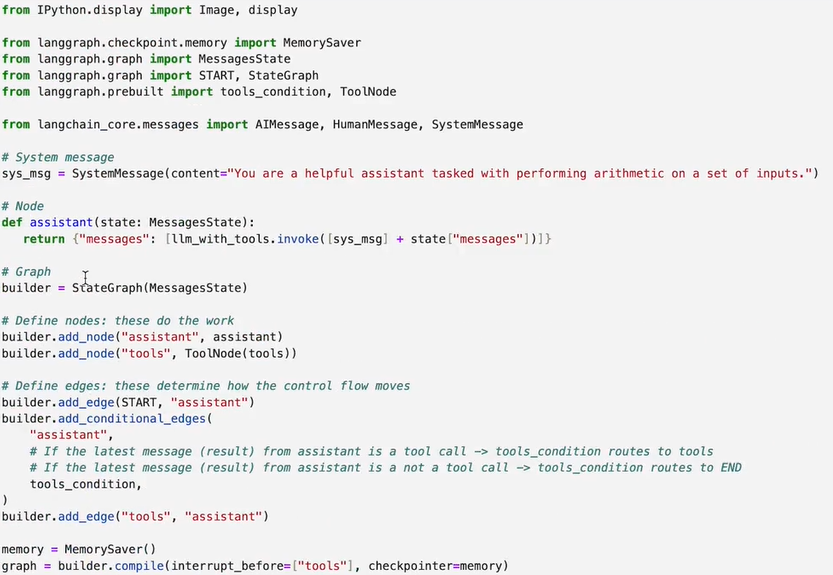 from IPython.display import Image, display
from langgraph.checkpoint.memory import MemorySaver
from langgraph.graph import MessagesState
from langgraph.graph import START, StateGraph
from langgraph.prebuilt import tools_condition, ToolNode
from langchain_core.messages import AIMessage, HumanMessage, SystemMessage
# System message
sys_msg = SystemMessage(content="You are a helpful assistant tasked with performing arithmetic on a set of inputs.")
# Node
def assistant(state: MessagesState):
   return {"messages": [llm_with_tools.invoke([sys_msg] + state["messages"])]}
# Graph
builder = StateGraph(MessagesState)
# Define nodes: these do the work
builder.add_node("assistant", assistant)
builder.add_node("tools", ToolNode(tools))
# Define edges: these determine how the control flow moves
builder.add_edge(START, "assistant")
builder.add_conditional_edges(
    "assistant",
    # If the latest message (result) from assistant is a tool call -> tools_condition routes to tools
    # If the latest message (result) from assistant is a not a tool call -> tools_condition routes to END
    tools_condition,
)
builder.add_edge("tools", "assistant")
memory = MemorySaver()
graph = builder.compile(interrupt_before=["tools"], checkpointer=memory)